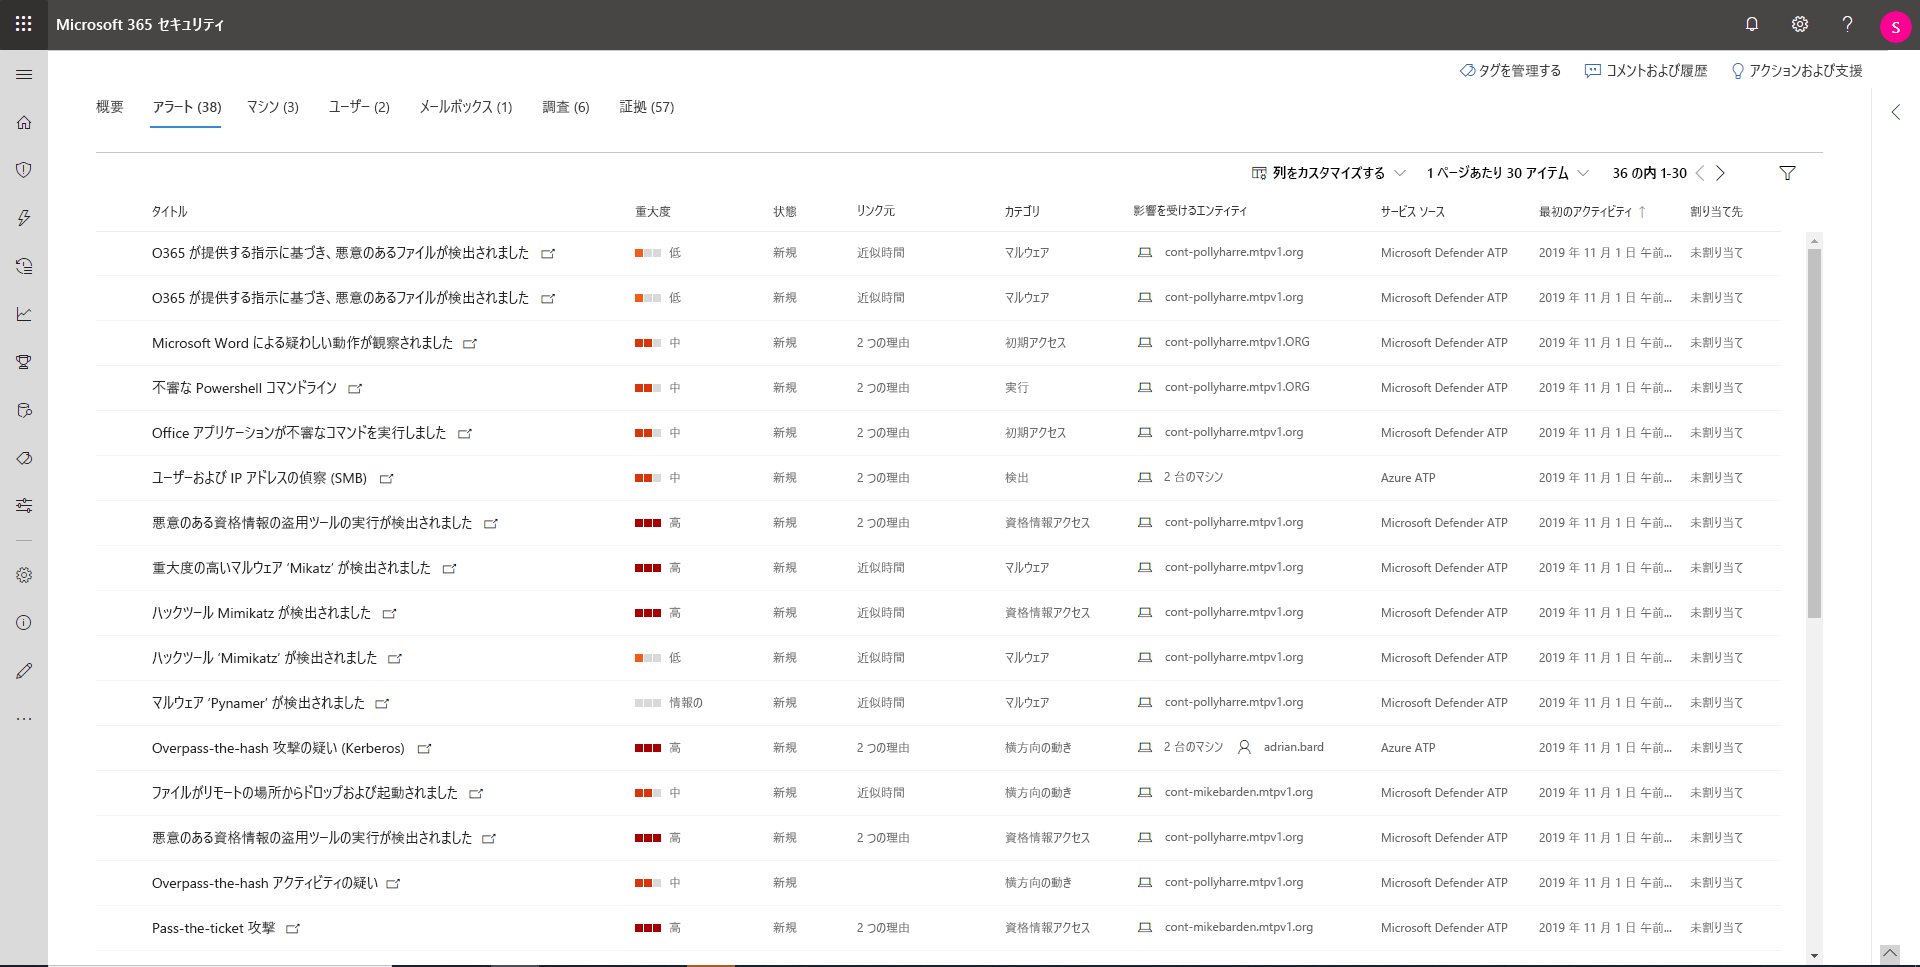 Microsoft 365 セキュリティ
S
タグを管理する コメントおよび履歴 アクションおよび支援
概要 アラート (38) マシン (3) ユーザー (2) メールボックス (1) 調査 (6) 証拠 (57)
列をカスタマイズする 1 ページあたり 30 アイテム 36 の内 1-30
タイトル 重大度 状態 リンク元 カテゴリ 影響を受けるエンティティ サービス ソース 最初のアクティビティ ↑ 割り当て先
O365 が提供する指示に基づき、悪意のあるファイルが検出されました 低 新規 近似時間 マルウェア cont-pollyharre.mtpv1.org Microsoft Defender ATP 2019 年 11 月 1 日 午前... 未割り当て
O365 が提供する指示に基づき、悪意のあるファイルが検出されました 低 新規 近似時間 マルウェア cont-pollyharre.mtpv1.org Microsoft Defender ATP 2019 年 11 月 1 日 午前... 未割り当て
Microsoft Word による疑わしい動作が観察されました 中 新規 2 つの理由 初期アクセス cont-pollyharre.mtpv1.ORG Microsoft Defender ATP 2019 年 11 月 1 日 午前... 未割り当て
不審な Powershell コマンドライン 中 新規 2 つの理由 実行 cont-pollyharre.mtpv1.ORG Microsoft Defender ATP 2019 年 11 月 1 日 午前... 未割り当て
Office アプリケーションが不審なコマンドを実行しました 中 新規 2 つの理由 初期アクセス cont-pollyharre.mtpv1.org Microsoft Defender ATP 2019 年 11 月 1 日 午前... 未割り当て
ユーザーおよび IP アドレスの偵察 (SMB) 中 新規 2 つの理由 検出 2 台のマシン Azure ATP 2019 年 11 月 1 日 午前... 未割り当て
悪意のある資格情報の盗用ツールの実行が検出されました 高 新規 2 つの理由 資格情報アクセス cont-pollyharre.mtpv1.org Microsoft Defender ATP 2019 年 11 月 1 日 午前... 未割り当て
重大度の高いマルウェア ‘Mikatz’ が検出されました 高 新規 近似時間 マルウェア cont-pollyharre.mtpv1.org Microsoft Defender ATP 2019 年 11 月 1 日 午前... 未割り当て
ハックツール Mimikatz が検出されました 高 新規 近似時間 資格情報アクセス cont-pollyharre.mtpv1.org Microsoft Defender ATP 2019 年 11 月 1 日 午前... 未割り当て
ハックツール ‘Mimikatz’ が検出されました 低 新規 近似時間 マルウェア cont-pollyharre.mtpv1.org Microsoft Defender ATP 2019 年 11 月 1 日 午前... 未割り当て
マルウェア ‘Pynamer’ が検出されました 情報の 新規 近似時間 マルウェア cont-pollyharre.mtpv1.org Microsoft Defender ATP 2019 年 11 月 1 日 午前... 未割り当て
Overpass-the-hash 攻撃の疑い (Kerberos) 高 新規 2 つの理由 横方向の動き 2 台のマシン adrian.bard Azure ATP 2019 年 11 月 1 日 午前... 未割り当て
ファイルがリモートの場所からドロップおよび起動されました 中 新規 近似時間 横方向の動き cont-mikebarden.mtpv1.org Microsoft Defender ATP 2019 年 11 月 1 日 午前... 未割り当て
悪意のある資格情報の盗用ツールの実行が検出されました 高 新規 2 つの理由 資格情報アクセス cont-pollyharre.mtpv1.org Microsoft Defender ATP 2019 年 11 月 1 日 午前... 未割り当て
Overpass-the-hash アクティビティの疑い 中 新規 横方向の動き cont-pollyharre.mtpv1.org Microsoft Defender ATP 2019 年 11 月 1 日 午前... 未割り当て
Pass-the-ticket 攻撃 高 新規 2 つの理由 資格情報アクセス cont-mikebarden.mtpv1.org Microsoft Defender ATP 2019 年 11 月 1 日 午前... 未割り当て